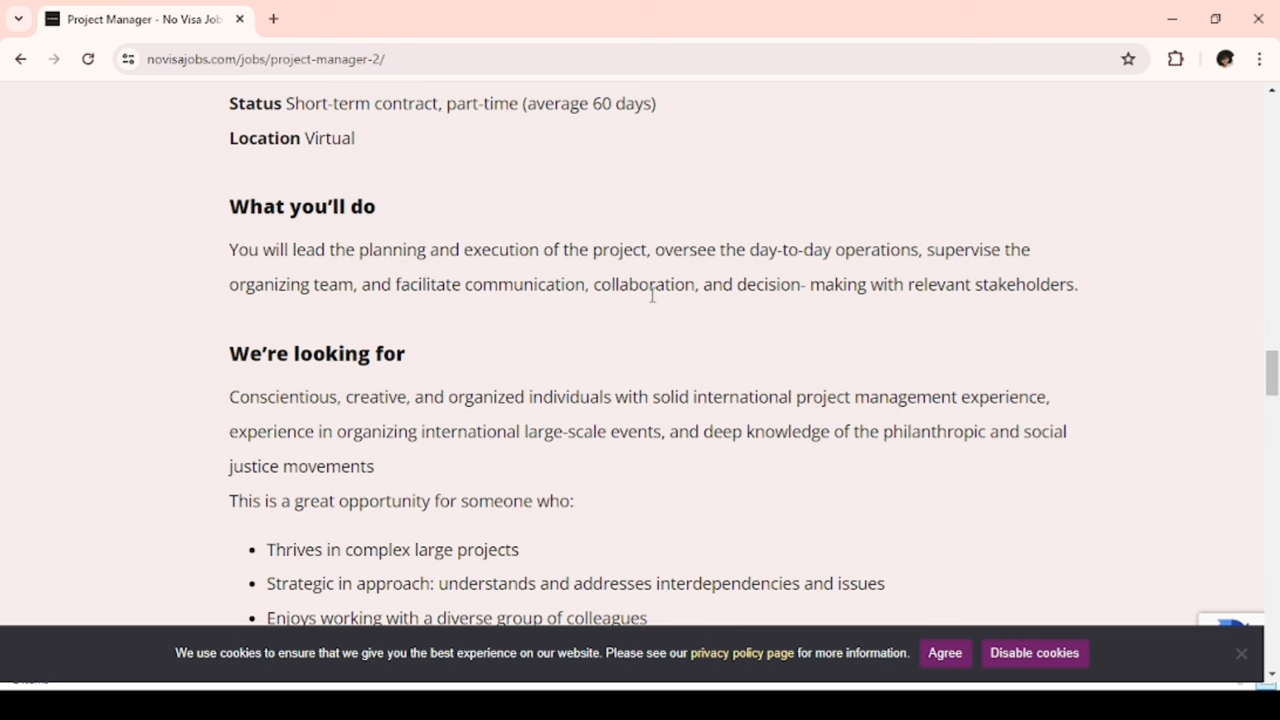 Project Manager - No Visa Job
novisajobs.com/jobs/project-manager-2/
Status Short-term contract, part-time (average 60 days)
Location Virtual
What you’ll do
You will lead the planning and execution of the project, oversee the day-to-day operations, supervise the
organizing team, and facilitate communication, collaboration, and decision- making with relevant stakeholders.
We’re looking for
Conscientious, creative, and organized individuals with solid international project management experience,
experience in organizing international large-scale events, and deep knowledge of the philanthropic and social
justice movements
This is a great opportunity for someone who:
• Thrives in complex large projects
• Strategic in approach: understands and addresses interdependencies and issues
• Enjoys working with a diverse group of colleagues
We use cookies to ensure that we give you the best experience on our website. Please see our privacy policy page for more information. Agree Disable cookies